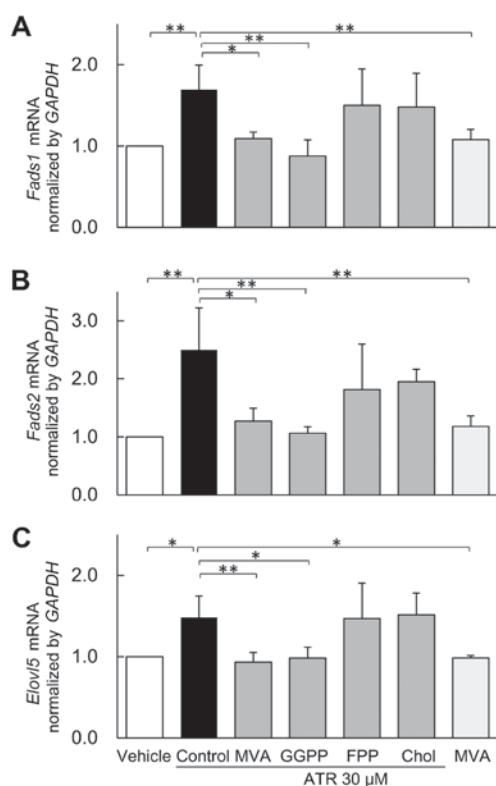 A
**
**
**
*
2.0
1.0
0.0
Fads1 mRNA
normalized by GAPDH
B
**
**
**
*
3.0
2.0
1.0
0.0
Fads2 mRNA
normalized by GAPDH
C
*
*
*
**
2.0
1.0
0.0
Elovl5 mRNA
normalized by GAPDH
Vehicle Control MVA GGPP FPP Chol MVA
ATR 30 µM